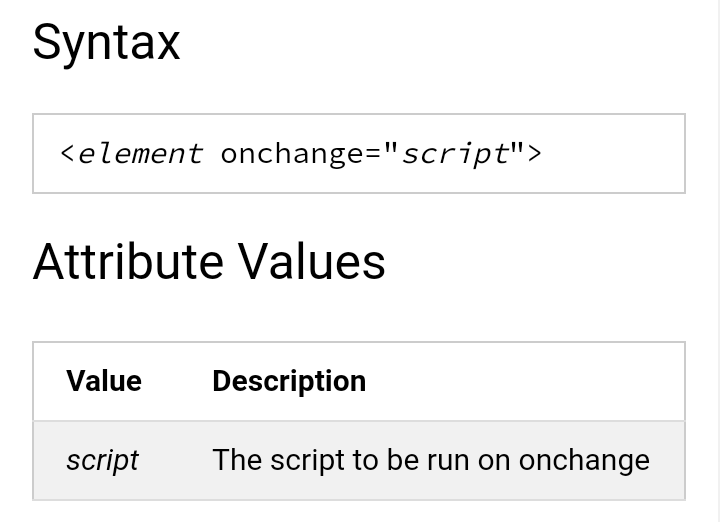 Syntax
<element onchange="script">
Attribute Values
Value Description
script The script to be run on onchange